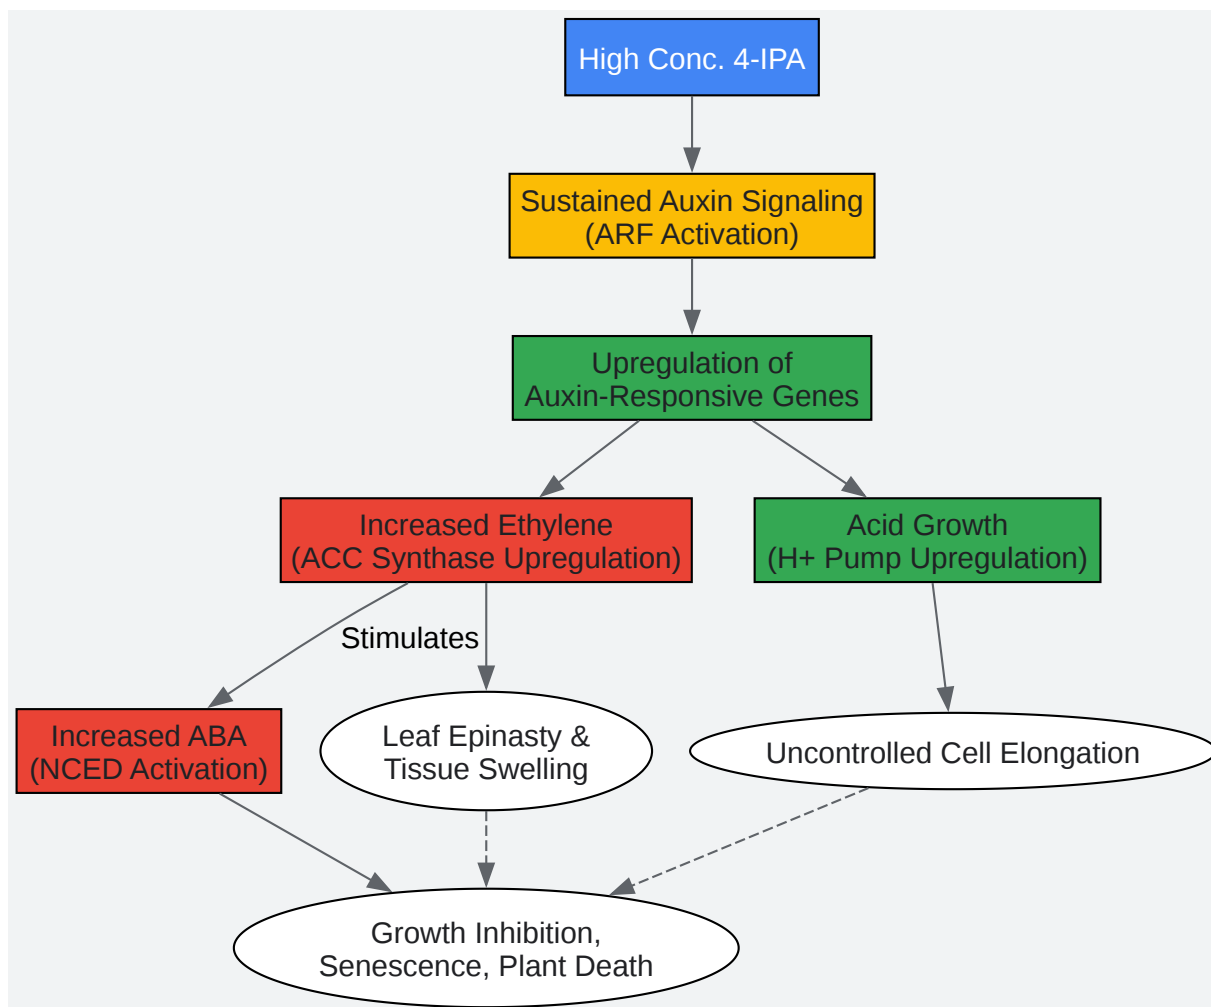 High Conc. 4-IPA
Sustained Auxin Signaling
(ARF Activation)
Upregulation of
Auxin-Responsive Genes
Increased Ethylene
(ACC Synthase Upregulation)
Acid Growth
(H+ Pump Upregulation)
Stimulates
Increased ABA
(NCED Activation)
Leaf Epinasty &
Tissue Swelling
Uncontrolled Cell Elongation
Growth Inhibition,
Senescence, Plant Death